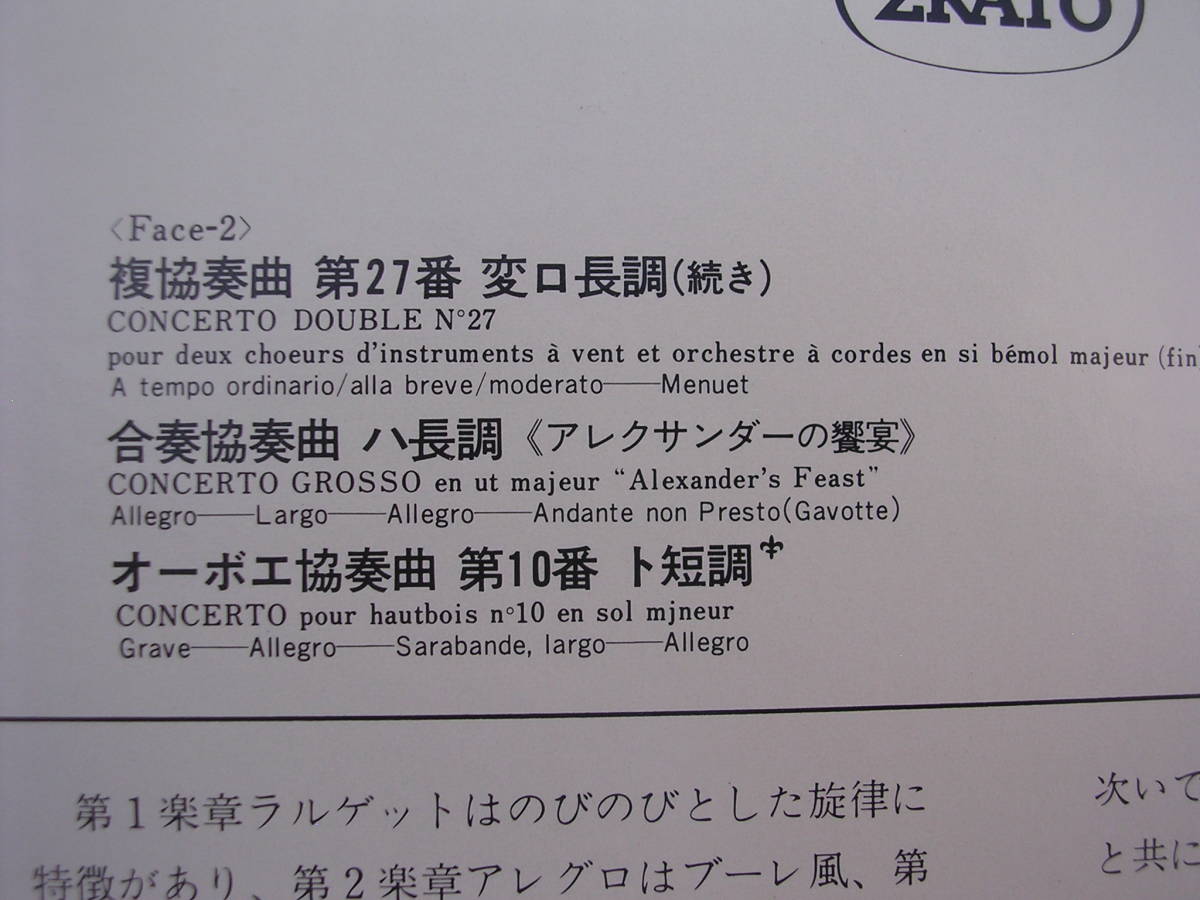 ERATO
〈Face-2〉
複協奏曲 第27番 変ロ長調(続き)
CONCERTO DOUBLE N°27
pour deux choeurs d'instruments à vent et orchestre à cordes en si bémol majeur (fin)
A tempo ordinario/alla breve/moderato――Menuet
合奏協奏曲 ハ長調《アレクサンダーの饗宴》
CONCERTO GROSSO en ut majeur “Alexander's Feast”
Allegro――Largo――Allegro――Andante non Presto(Gavotte)
オーボエ協奏曲 第10番 ト短調⚜
CONCERTO pour hautbois n°10 en sol mjneur
Grave――Allegro――Sarabande, largo――Allegro
第1楽章ラルゲットはのびのびとした旋律に
特徴があり、第2楽章アレグロはブーレ風、第
次いて
と共に